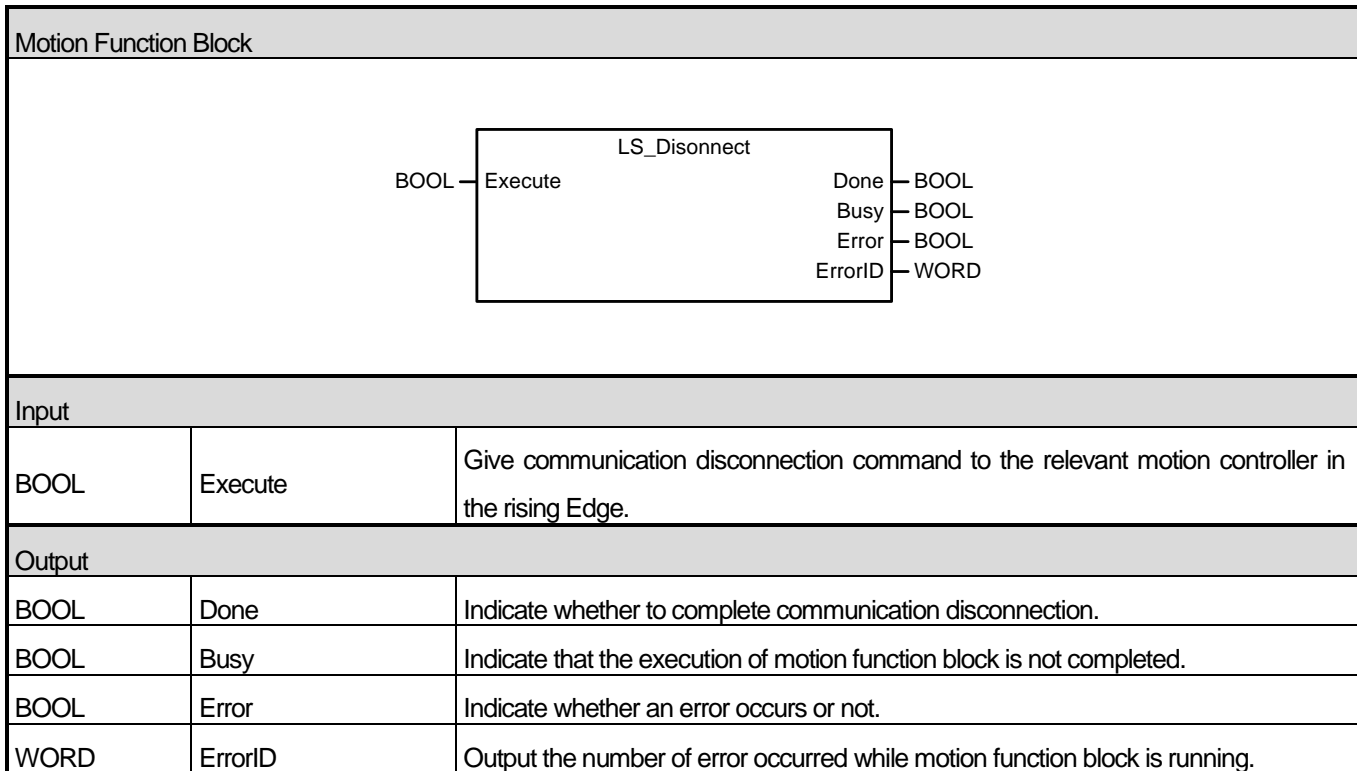 Motion Function Block
LS_Disonnect
BOOL Execute Done BOOL
Busy BOOL
Error BOOL
ErrorID WORD
Input
BOOL Execute Give communication disconnection command to the relevant motion controller in
the rising Edge.
Output
BOOL Done Indicate whether to complete communication disconnection.
BOOL Busy Indicate that the execution of motion function block is not completed.
BOOL Error Indicate whether an error occurs or not.
WORD ErrorID Output the number of error occurred while motion function block is running.